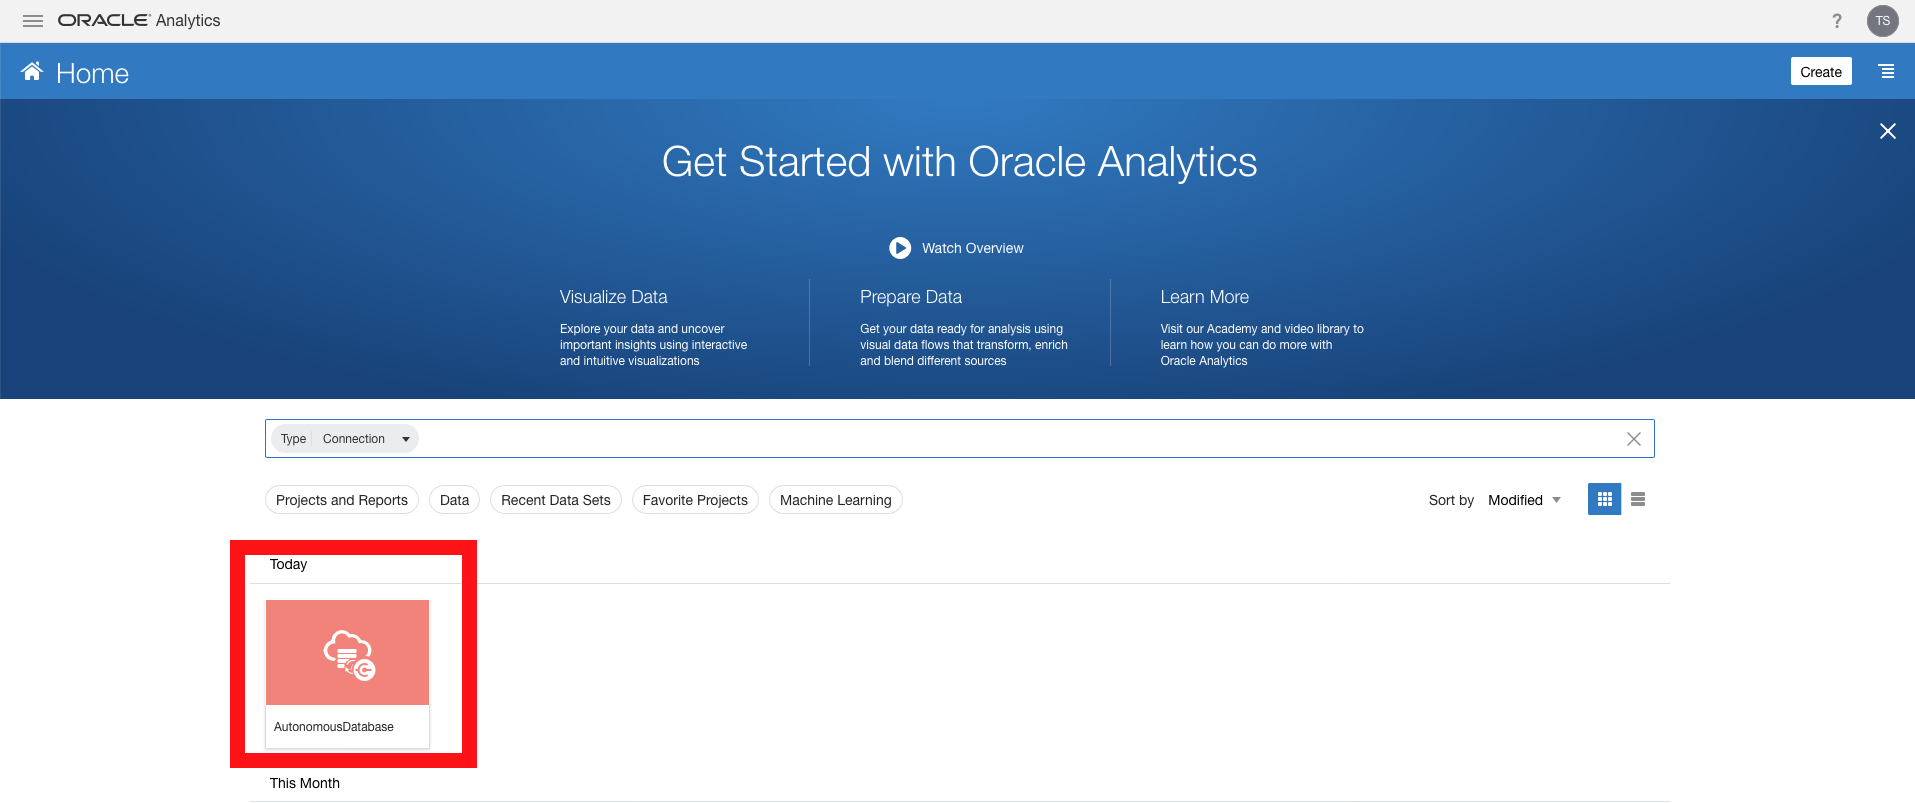 ORACLE Analytics
?
TS
Home
Create
Get Started with Oracle Analytics
Watch Overview
Visualize Data
Explore your data and uncover
important insights using interactive
and intuitive visualizations
Prepare Data
Get your data ready for analysis using
visual data flows that transform, enrich
and blend different sources
Learn More
Visit our Academy and video library to
learn how you can do more with
Oracle Analytics
Type Connection
Projects and Reports Data Recent Data Sets Favorite Projects Machine Learning
Sort by Modified
Today
AutonomousDatabase
This Month